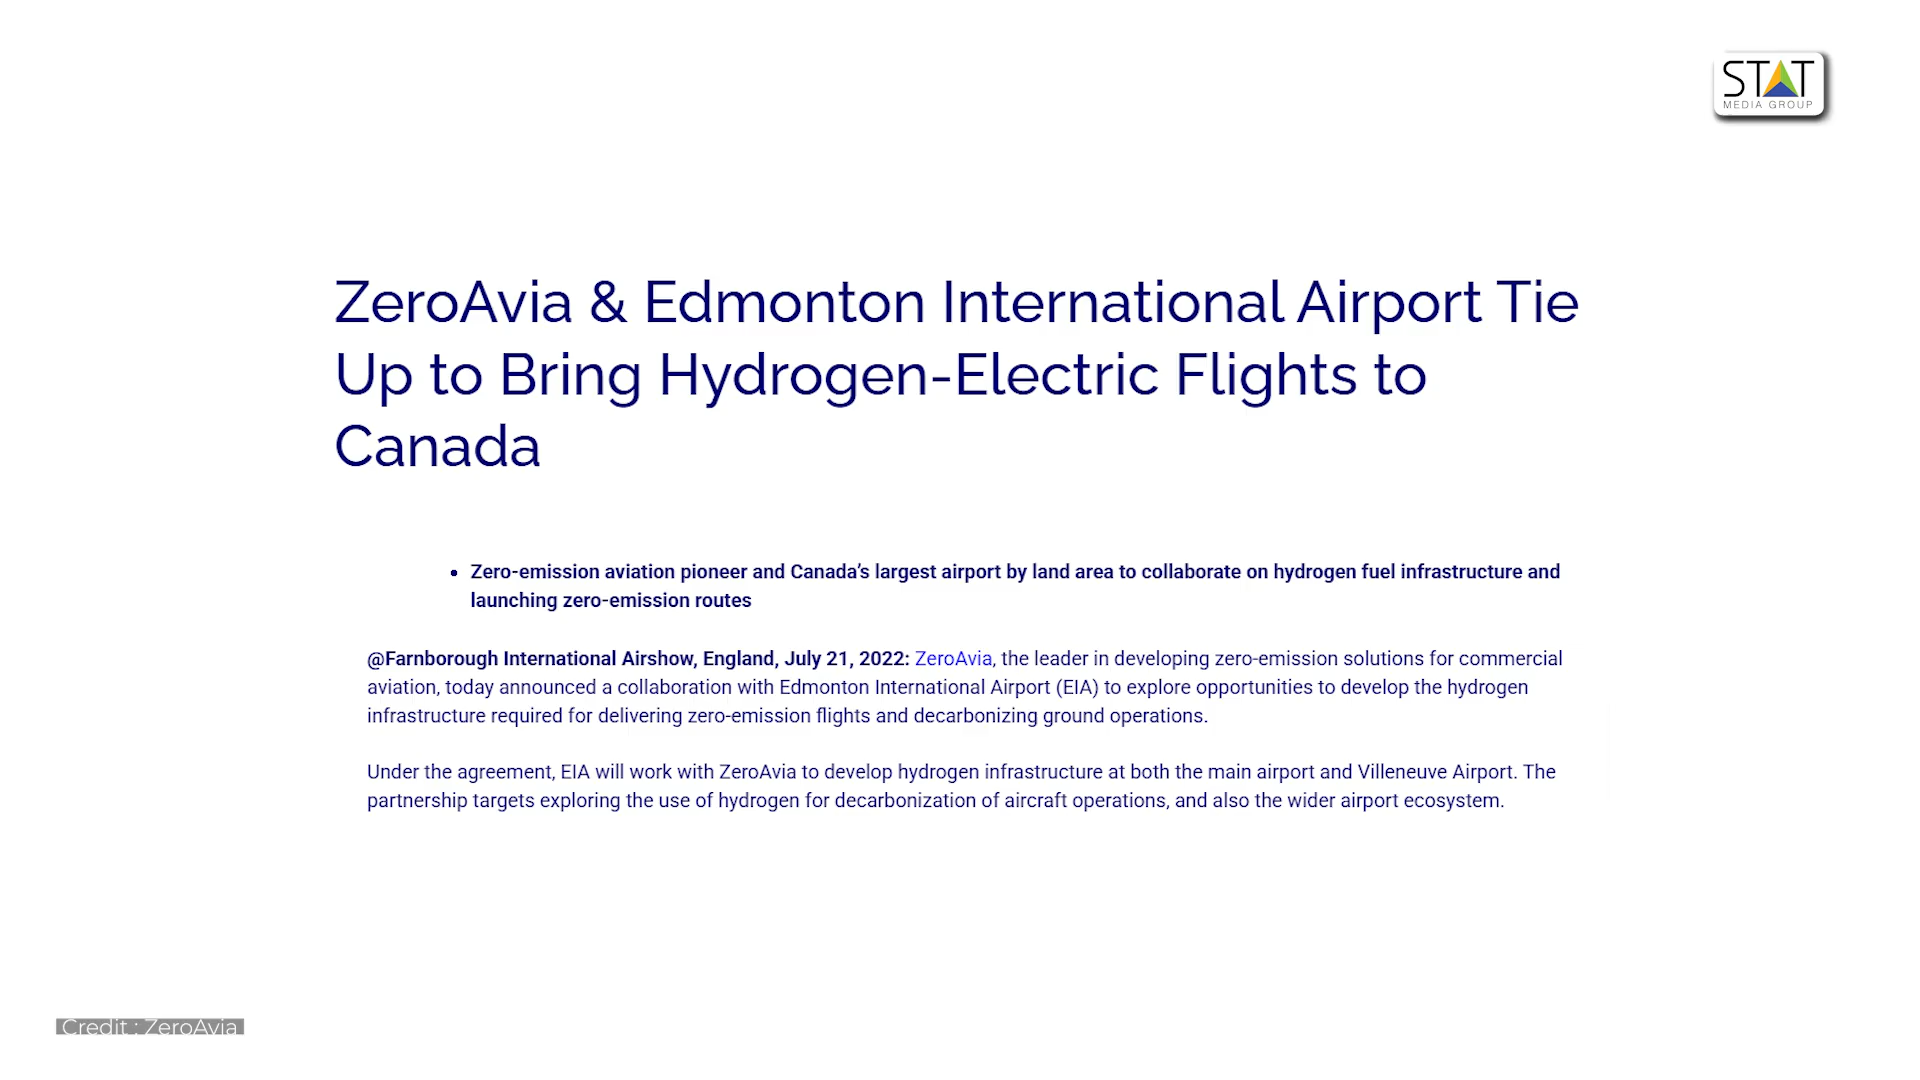 STAT
MEDIA GROUP
ZeroAvia & Edmonton International Airport Tie
Up to Bring Hydrogen-Electric Flights to
Canada
• Zero-emission aviation pioneer and Canada’s largest airport by land area to collaborate on hydrogen fuel infrastructure and
launching zero-emission routes
@Farnborough International Airshow, England, July 21, 2022: ZeroAvia, the leader in developing zero-emission solutions for commercial
aviation, today announced a collaboration with Edmonton International Airport (EIA) to explore opportunities to develop the hydrogen
infrastructure required for delivering zero-emission flights and decarbonizing ground operations.
Under the agreement, EIA will work with ZeroAvia to develop hydrogen infrastructure at both the main airport and Villeneuve Airport. The
partnership targets exploring the use of hydrogen for decarbonization of aircraft operations, and also the wider airport ecosystem.
Credit : ZeroAvia